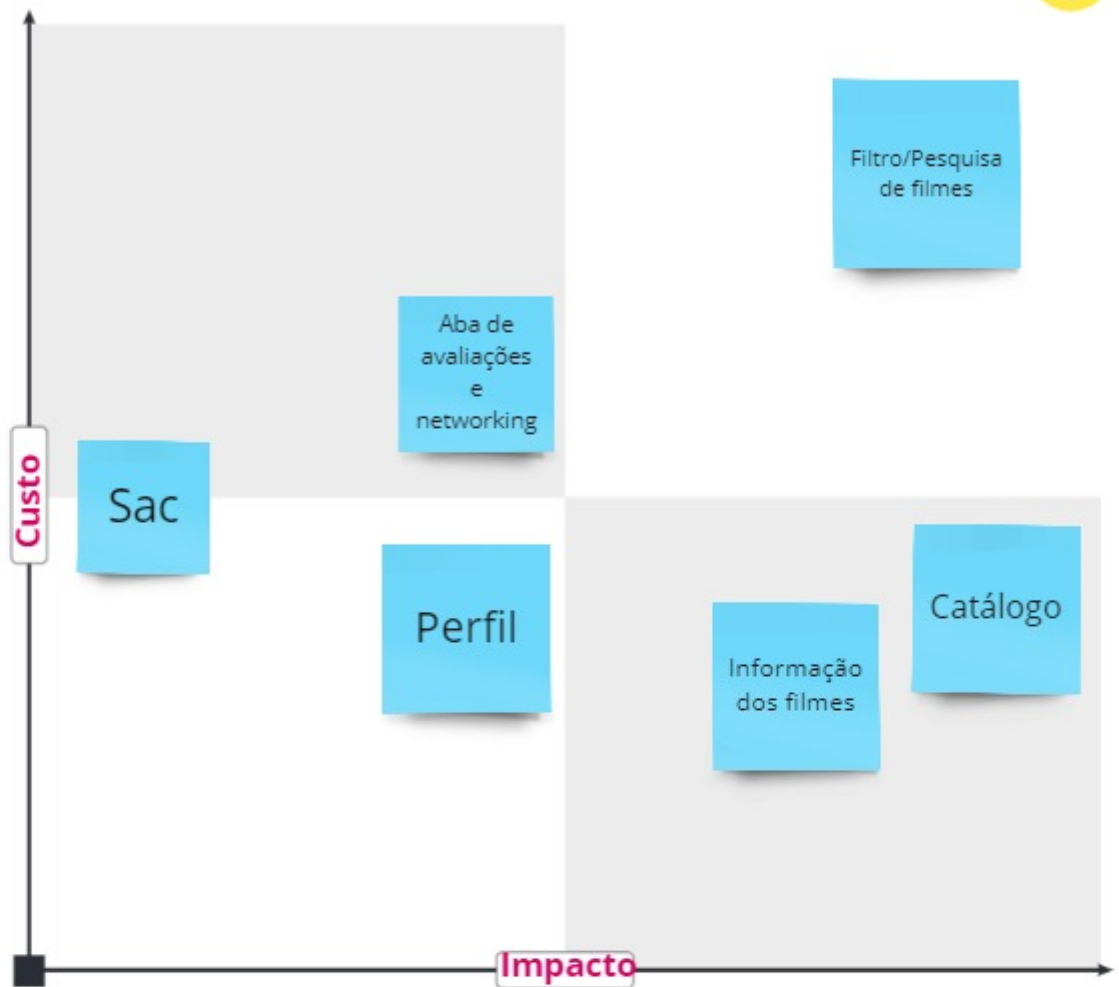 Filtro/Pesquisa
de filmes
Aba de
avaliações
e
networking
Custo
Sac
Perfil
Catálogo
Informação
dos filmes
Impacto